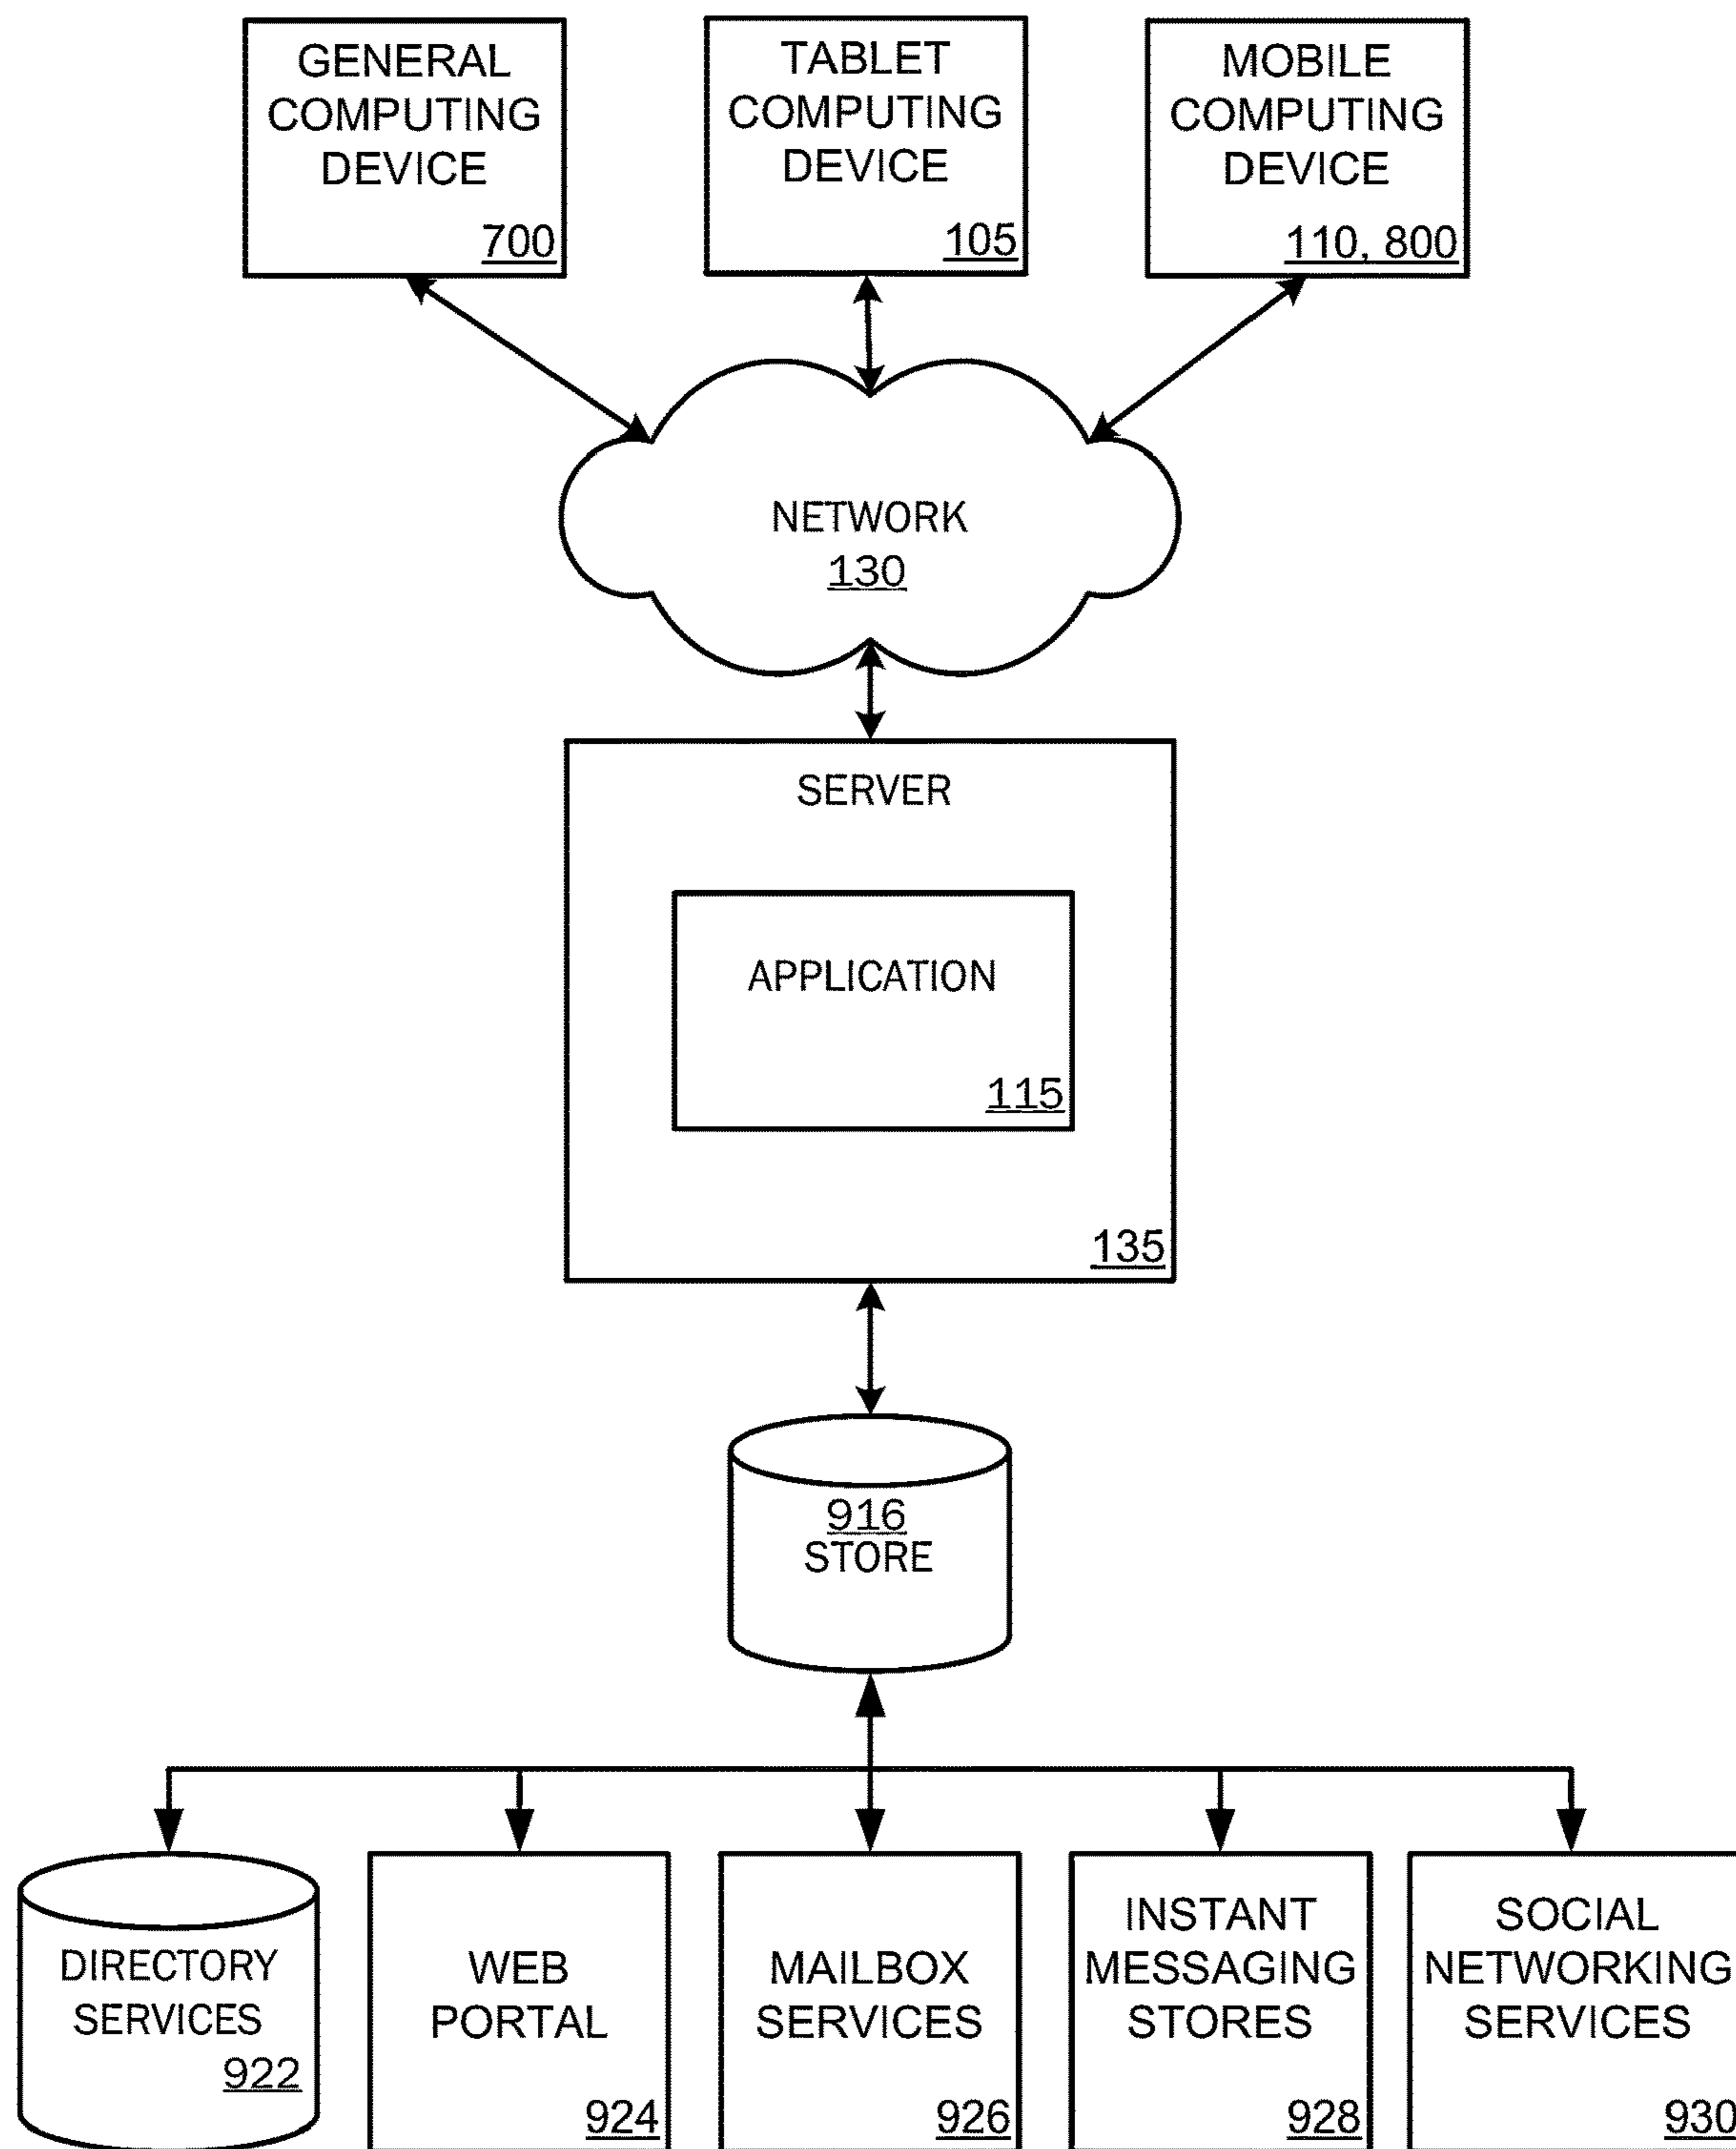 GENERAL
COMPUTING
DEVICE
700
TABLET
COMPUTING
DEVICE
105
MOBILE
COMPUTING
DEVICE
110, 800
NETWORK
130
SERVER
APPLICATION
115
135
916
STORE
DIRECTORY
SERVICES
922
WEB
PORTAL
924
MAILBOX
SERVICES
926
INSTANT
MESSAGING
STORES
928
SOCIAL
NETWORKING
SERVICES
930